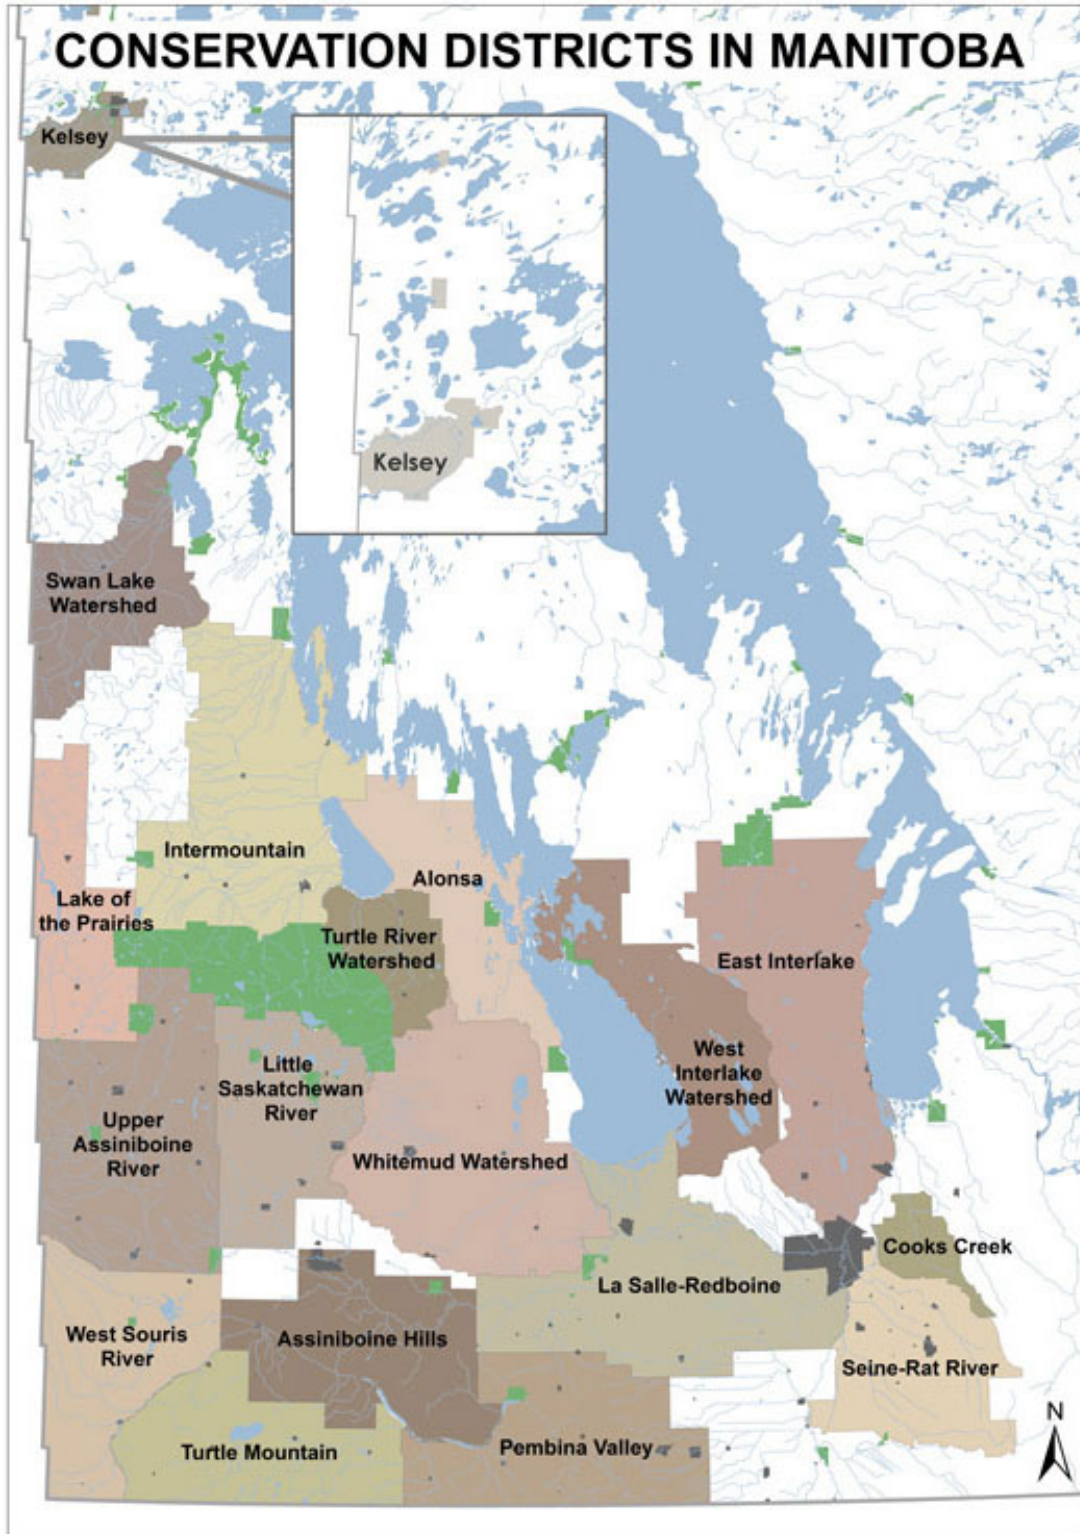 CONSERVATION DISTRICTS IN MANITOBA
Kelsey
Kelsey
Swan Lake
Watershed
Intermountain
Alonsa
Lake of
the Prairies
Turtle River
Watershed
East Interlake
West
Interlake
Watershed
Little
Saskatchewan
River
Upper
Assiniboine
River
Whitemud Watershed
Cooks Creek
La Salle-Redboine
West Souris
River
Assiniboine Hills
Seine-Rat River
Turtle Mountain
Pembina Valley
N